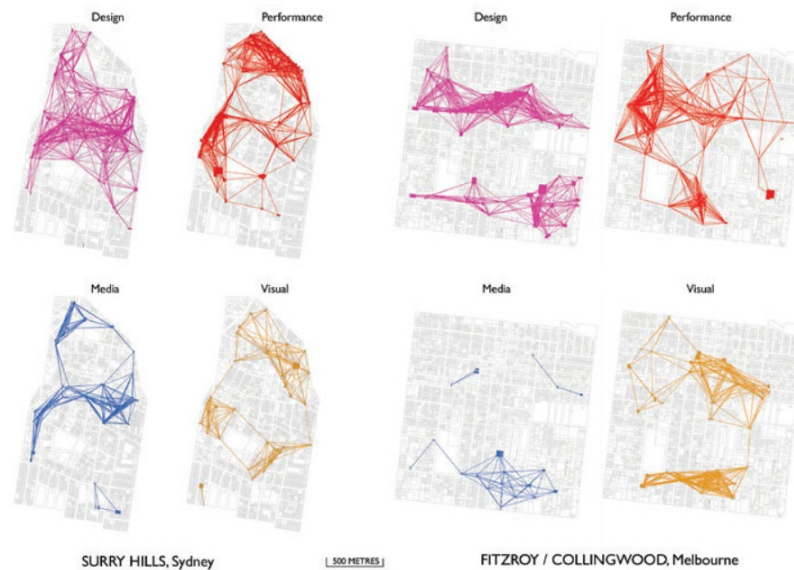 Design Performance Design Performance
Media Visual Media Visual
SURRY HILLS, Sydney 500 METRES FITZROY / COLLINGWOOD, Melbourne